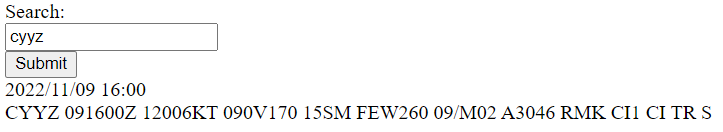 Search:
cyyz
Submit
2022/11/09 16:00
CYYZ 091600Z 12006KT 090V170 15SM FEW260 09/M02 A3046 RMK CI1 CI TR S